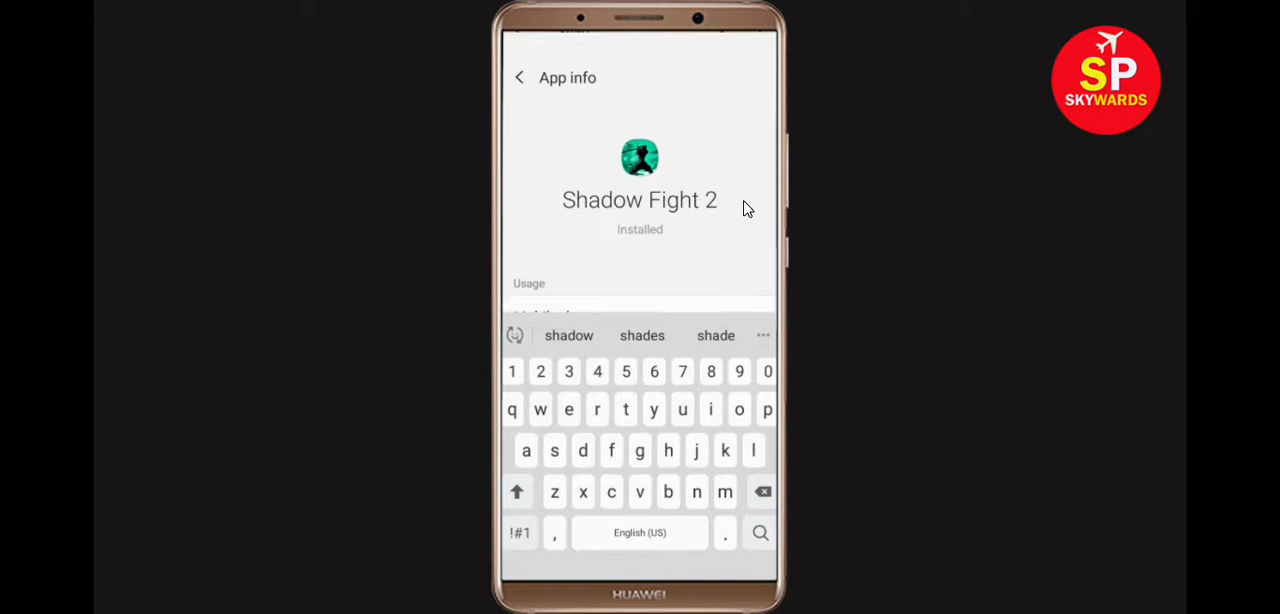 App info
SP
SKYWARDS
Shadow Fight 2
Installed
Usage
shadow shades shade ...
1 2 3 4 5 6 7 8 9 0
q w e r t y u i o p
a s d f g h j k l
z x c v b n m
!#1 , English (US) .
HUAWEI